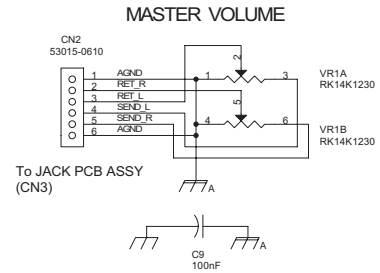 MASTER VOLUME
CN2
53015-0610
1 AGND
2 RET_R
3 RET_L
4 SEND_L
5 SEND_R
6 AGND
2
1 3
VR1A
RK14K1230
5
4 6
VR1B
RK14K1230
To JACK PCB ASSY
(CN3)
A
A
C9
100nF